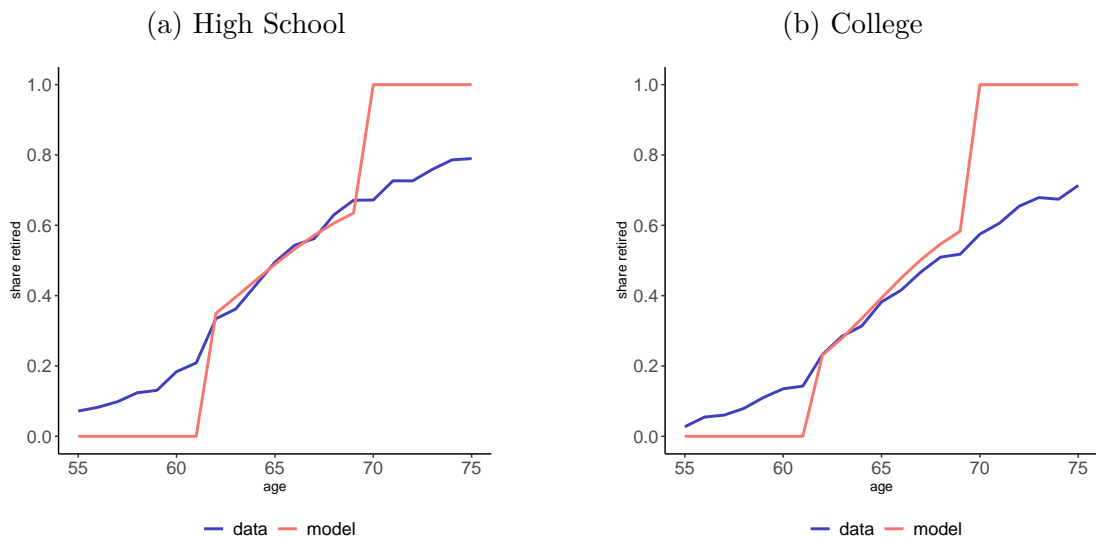 (a) High School
1.0
0.8
0.6
0.4
0.2
0.0
share retired
55 60 65 70 75
age
data model
(b) College
1.0
0.8
0.6
0.4
0.2
0.0
share retired
55 60 65 70 75
age
data model